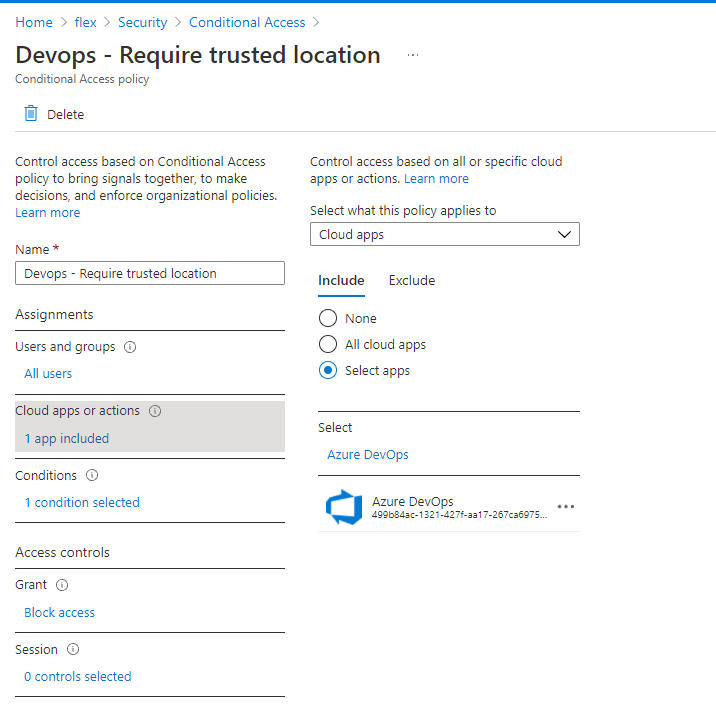 Home > flex > Security > Conditional Access >
Devops - Require trusted location ...
Conditional Access policy
Delete
Control access based on Conditional Access
policy to bring signals together, to make
decisions, and enforce organizational policies.
Learn more
Name *
Devops - Require trusted location
Assignments
Users and groups
All users
Cloud apps or actions
1 app included
Conditions
1 condition selected
Access controls
Grant
Block access
Session
0 controls selected
Control access based on all or specific cloud
apps or actions. Learn more
Select what this policy applies to
Cloud apps
Include Exclude
None
All cloud apps
Select apps
Select
Azure DevOps
Azure DevOps
499b84ac-1321-427f-aa17-267ca6975...